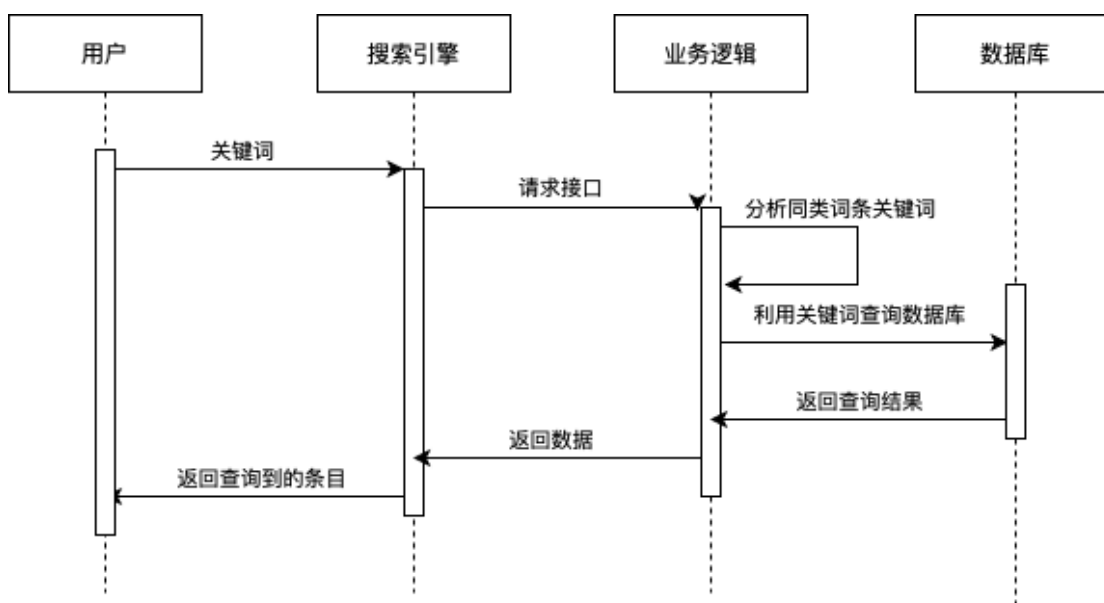 用户
搜索引擎
业务逻辑
数据库
关键词
请求接口
分析同类词条关键词
利用关键词查询数据库
返回查询结果
返回数据
返回查询到的条目